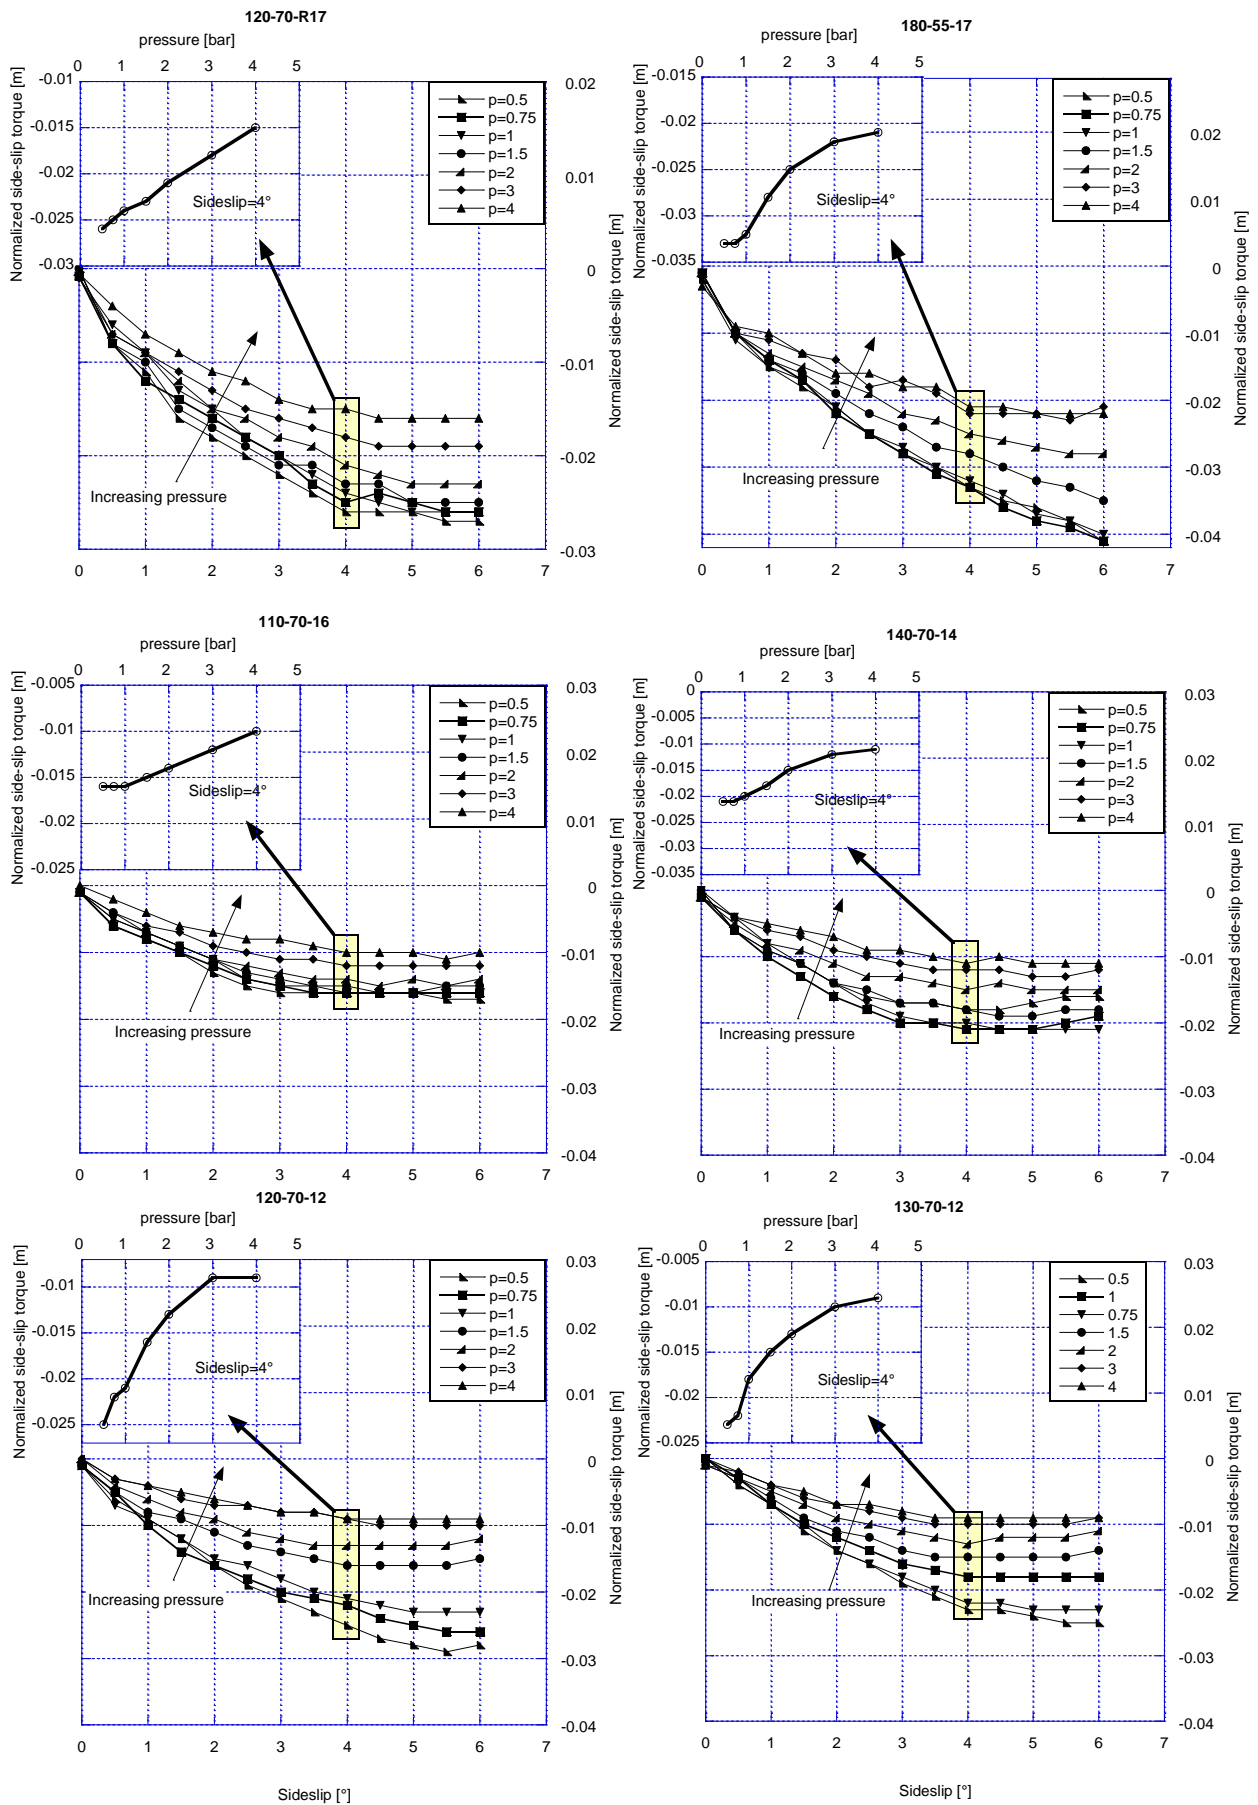 120-70-R17
pressure [bar]
0 1 2 3 4 5
Normalized side-slip torque [m]
-0.01
-0.015
-0.02
-0.025
-0.03
Sideslip=4°
p=0.5
p=0.75
p=1
p=1.5
p=2
p=3
p=4
Increasing pressure
0.02
0.01
0
-0.01
-0.02
-0.03
Normalized side-slip torque [m]
0 1 2 3 4 5 6 7
180-55-17
pressure [bar]
0 1 2 3 4 5
Normalized side-slip torque [m]
-0.015
-0.02
-0.025
-0.03
-0.035
Sideslip=4°
p=0.5
p=0.75
p=1
p=1.5
p=2
p=3
p=4
Increasing pressure
0.02
0.01
0
-0.01
-0.02
-0.03
-0.04
Normalized side-slip torque [m]
0 1 2 3 4 5 6 7
110-70-16
pressure [bar]
0 1 2 3 4 5
Normalized side-slip torque [m]
-0.005
-0.01
-0.015
-0.02
-0.025
Sideslip=4°
p=0.5
p=0.75
p=1
p=1.5
p=2
p=3
p=4
Increasing pressure
0.03
0.02
0.01
0
-0.01
-0.02
-0.03
-0.04
Normalized side-slip torque [m]
0 1 2 3 4 5 6 7
140-70-14
pressure [bar]
0 1 2 3 4 5
Normalized side-slip torque [m]
0
-0.005
-0.01
-0.015
-0.02
-0.025
-0.03
-0.035
Sideslip=4°
p=0.5
p=0.75
p=1
p=1.5
p=2
p=3
p=4
Increasing pressure
0.03
0.02
0.01
0
-0.01
-0.02
-0.03
-0.04
Normalized side-slip torque [m]
0 1 2 3 4 5 6 7
120-70-12
pressure [bar]
0 1 2 3 4 5
Normalized side-slip torque [m]
-0.01
-0.015
-0.02
-0.025
Sideslip=4°
p=0.5
p=0.75
p=1
p=1.5
p=2
p=3
p=4
Increasing pressure
0.03
0.02
0.01
0
-0.01
-0.02
-0.03
-0.04
Normalized side-slip torque [m]
0 1 2 3 4 5 6 7
Sideslip [°]
130-70-12
pressure [bar]
0 1 2 3 4 5
Normalized side-slip torque [m]
-0.005
-0.01
-0.015
-0.02
-0.025
Sideslip=4°
0.5
1
0.75
1.5
2
3
4
Increasing pressure
0.03
0.02
0.01
0
-0.01
-0.02
-0.03
-0.04
Normalized side-slip torque [m]
0 1 2 3 4 5 6 7
Sideslip [°]